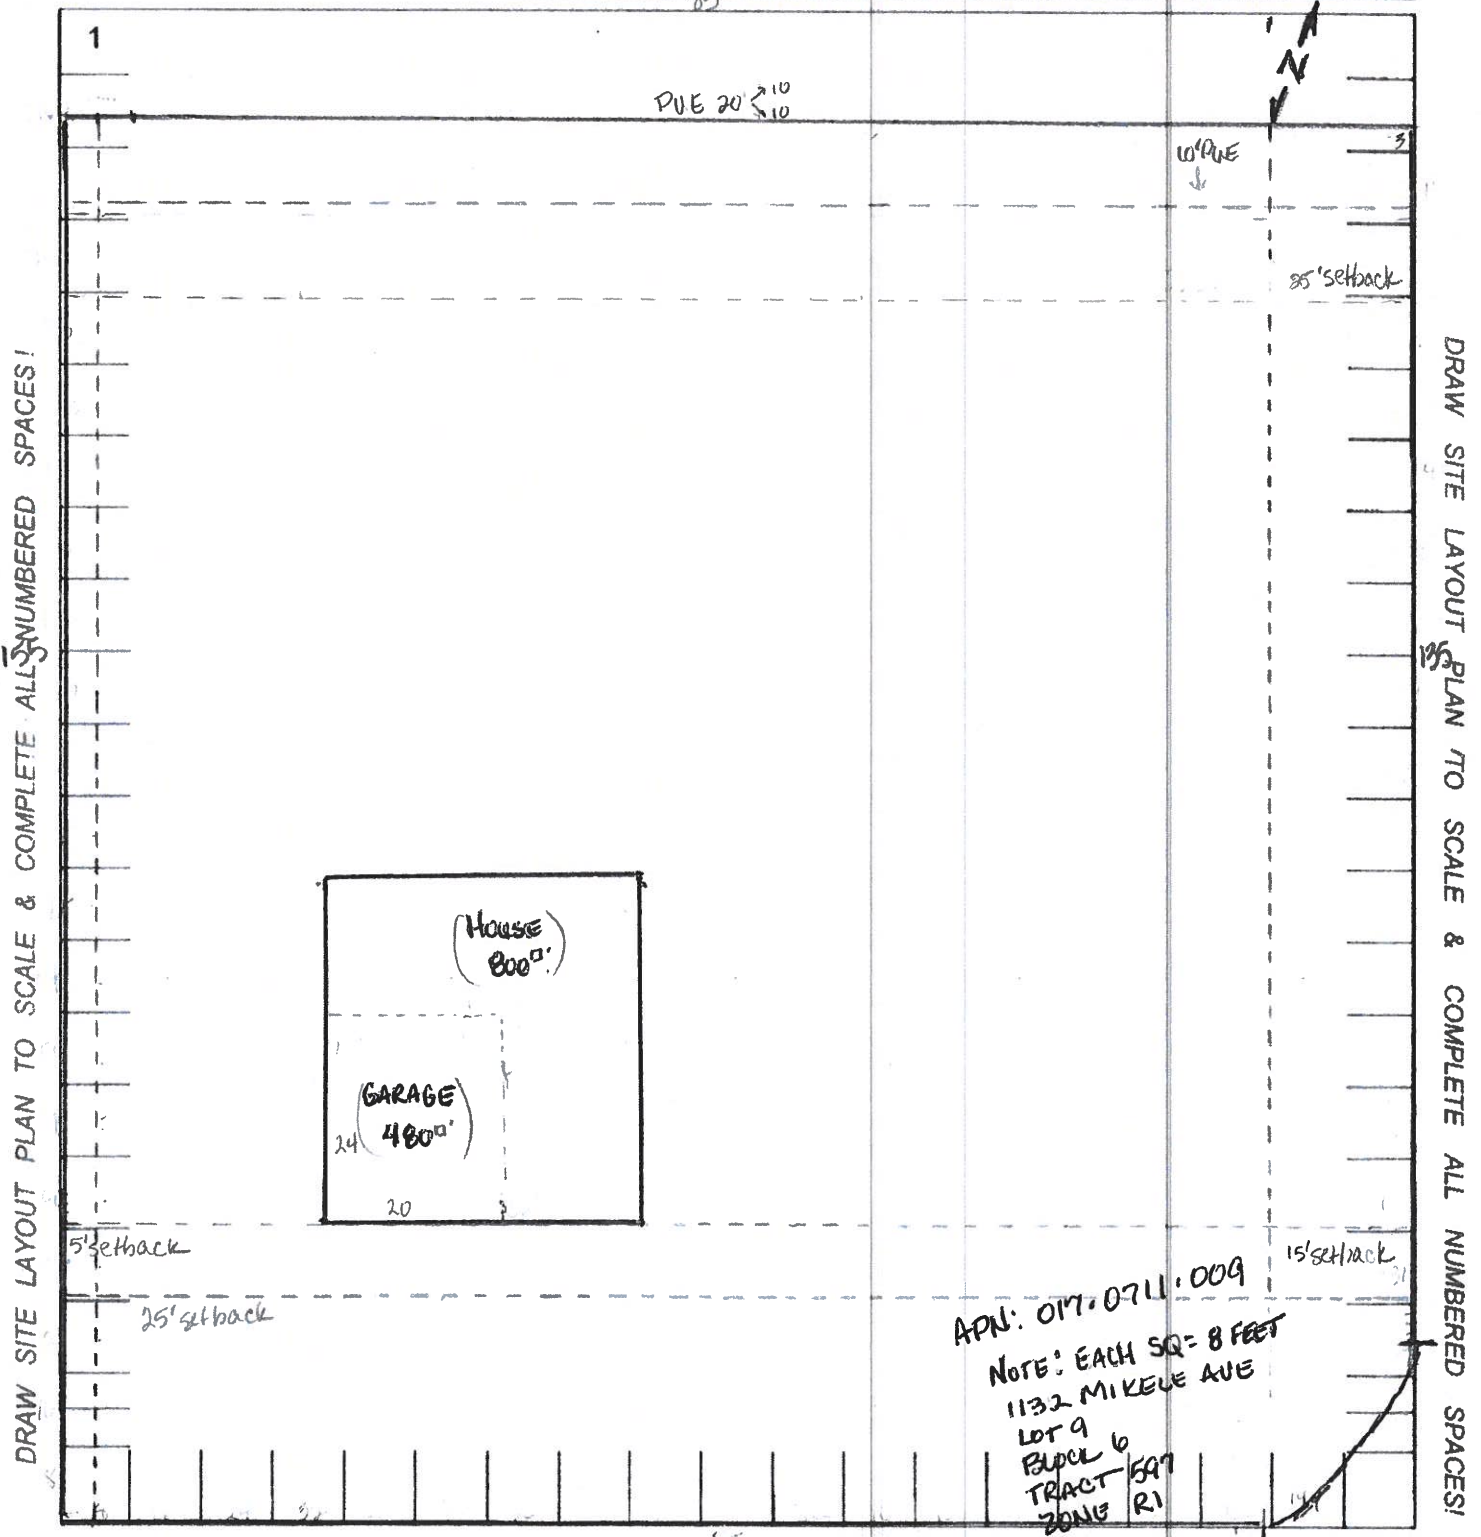 1
PUE 20' 10
10
10' PUE
3
25' setback
DRAW SITE LAYOUT PLAN TO SCALE & COMPLETE ALL NUMBERED SPACES!
DRAW SITE LAYOUT PLAN TO SCALE & COMPLETE ALL NUMBERED SPACES!
135
135
(HOUSE
800□')
(GARAGE
480□')
24
20
5' setback
15' setback
25' setback
APN: 017.0711.009
NOTE: EACH SQ = 8 FEET
1132 MIKELE AVE
LOT 9
BLOCK 6
TRACT 597
ZONE R1
N